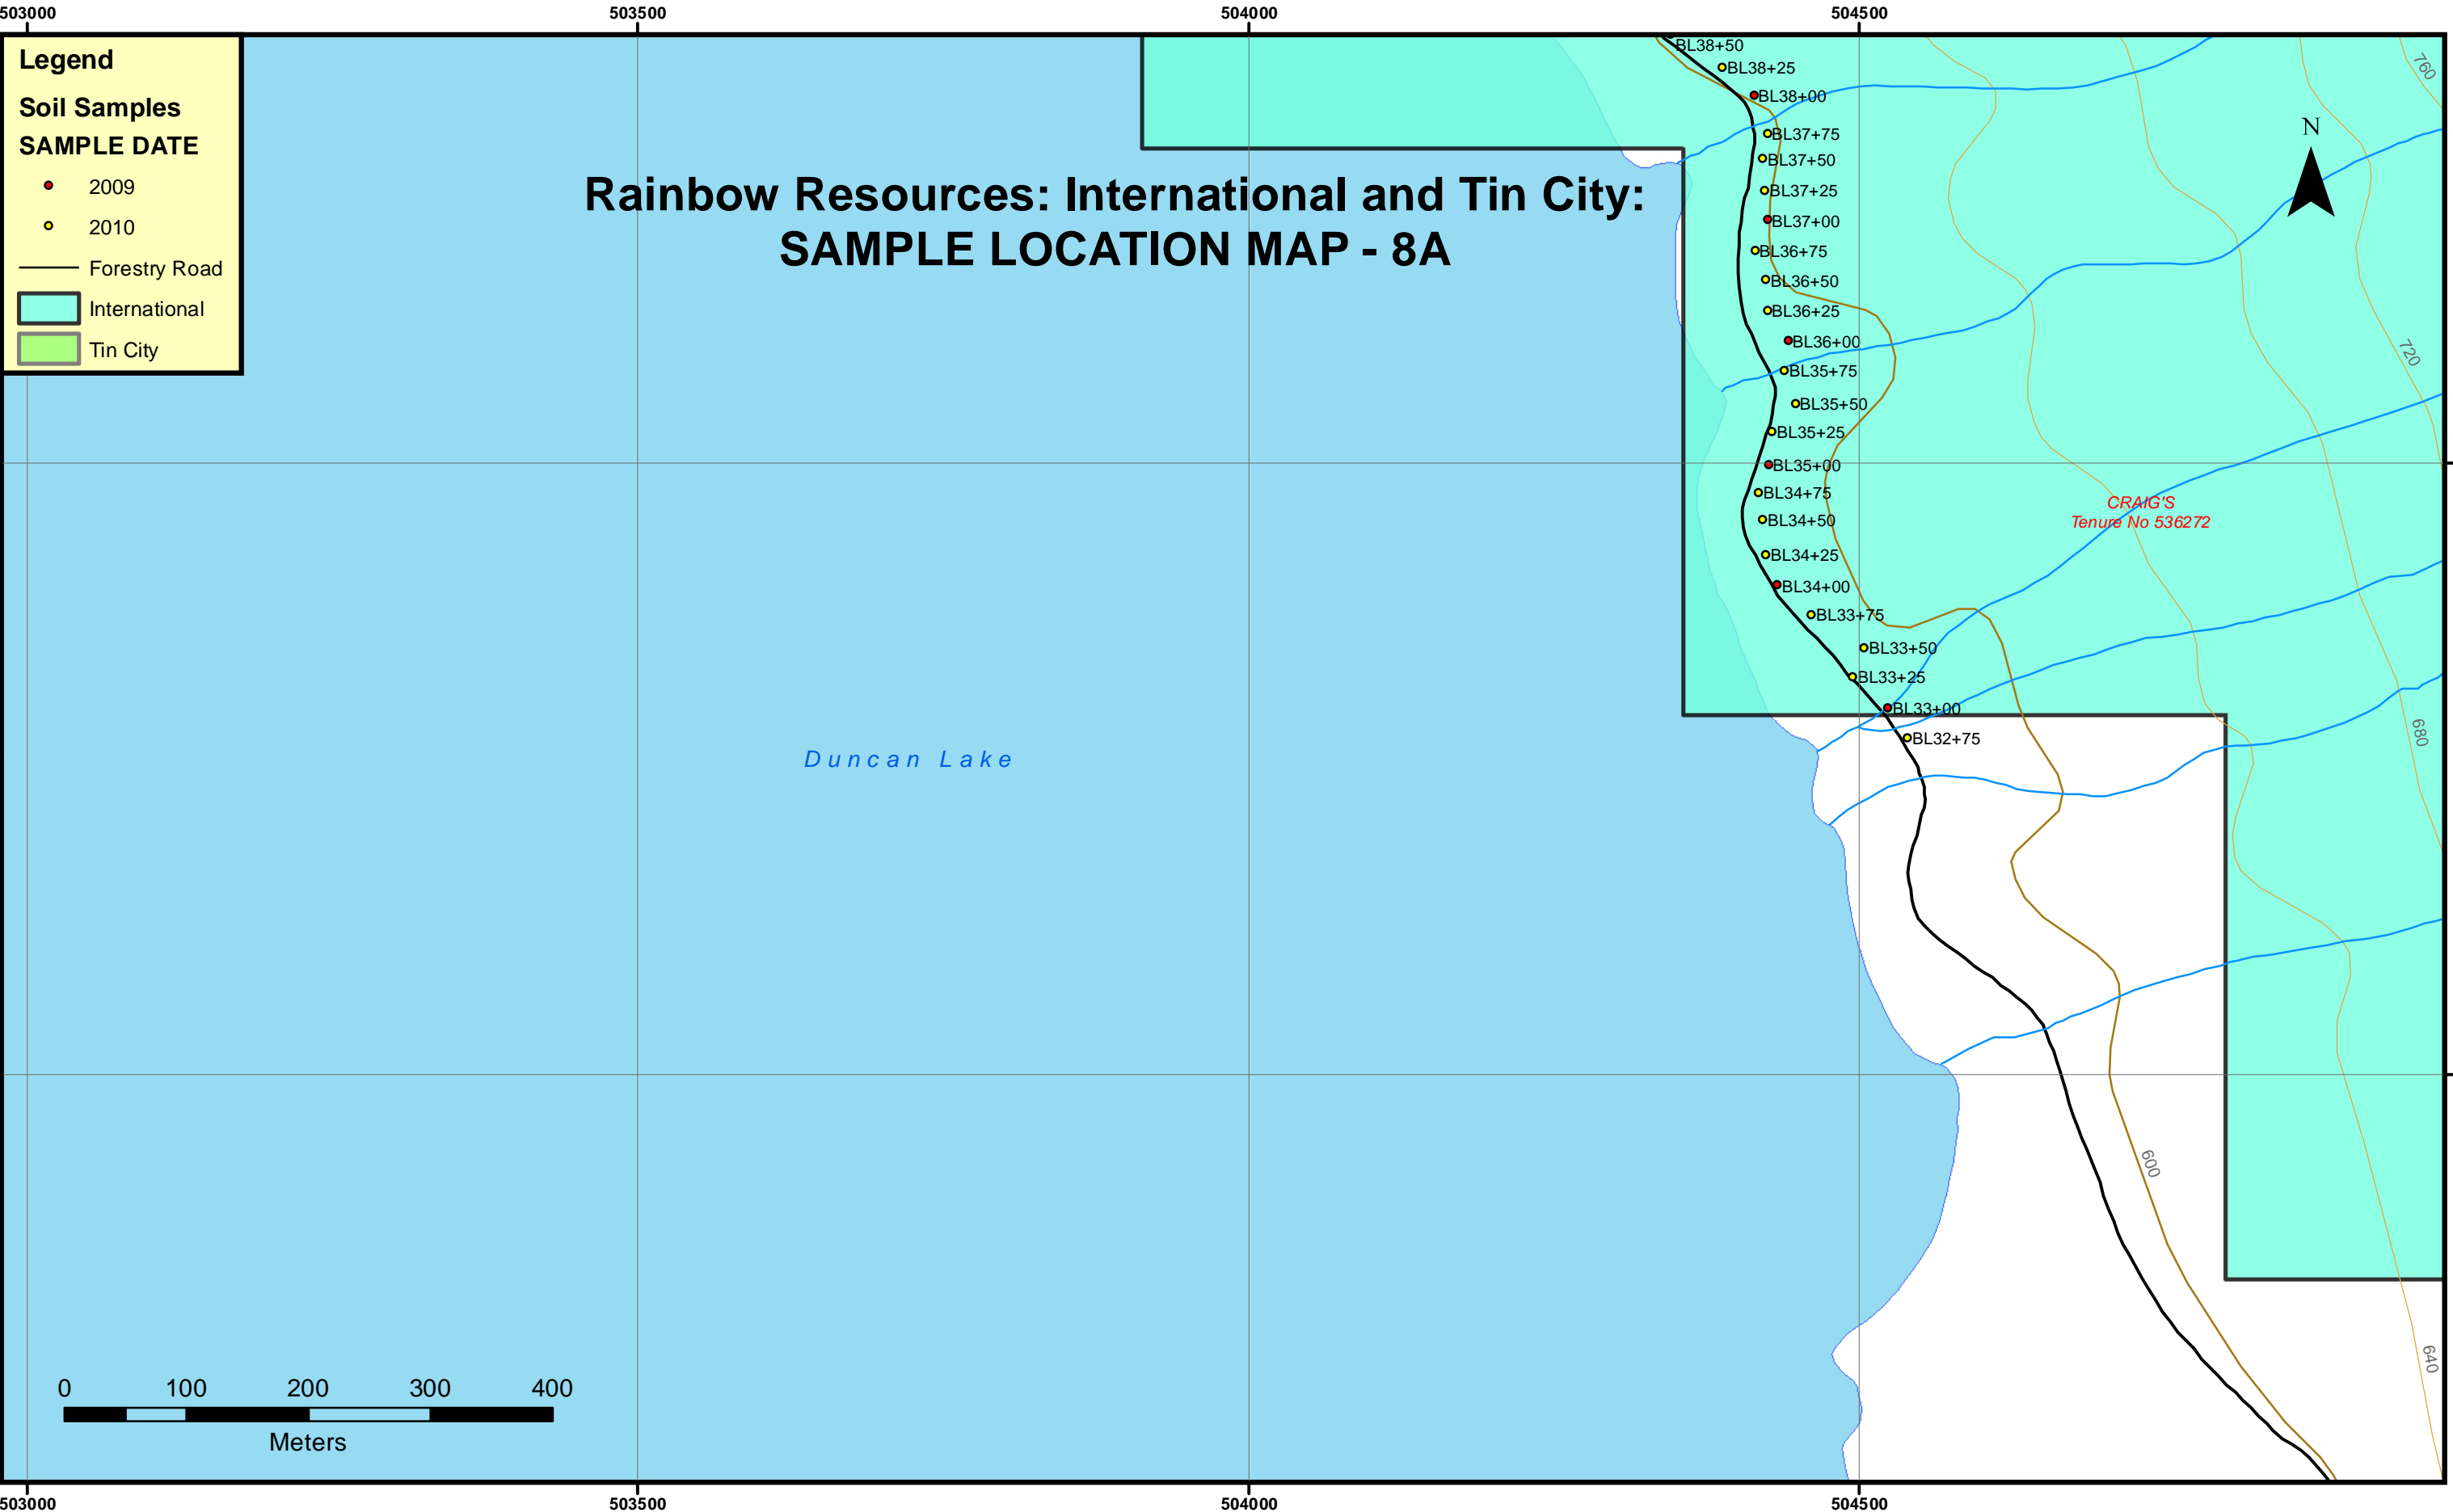 503000
503500
504000
504500
Legend
Soil Samples
SAMPLE DATE
2009
2010
Forestry Road
International
Tin City
Rainbow Resources: International and Tin City:
SAMPLE LOCATION MAP - 8A
N
BL38+50
BL38+25
BL38+00
BL37+75
BL37+50
BL37+25
BL37+00
BL36+75
BL36+50
BL36+25
BL36+00
BL35+75
BL35+50
BL35+25
BL35+00
BL34+75
BL34+50
BL34+25
BL34+00
BL33+75
BL33+50
BL33+25
BL33+00
BL32+75
760
720
CRAIG'S
Tenure No 536272
680
Duncan Lake
600
640
0 100 200 300 400
Meters
503000
503500
504000
504500